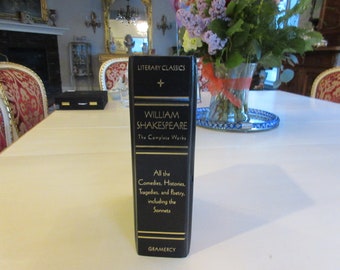 LITERARY CLASSICS
WILLIAM
SHAKESPEARE
The Complete Works
All the
Comedies, Histories,
Tragedies, and Poetry,
including the
Sonnets
GRAMERCY